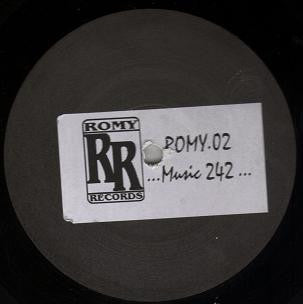 ROMY
RR
RECORDS
ROMY.02
...Music 242...